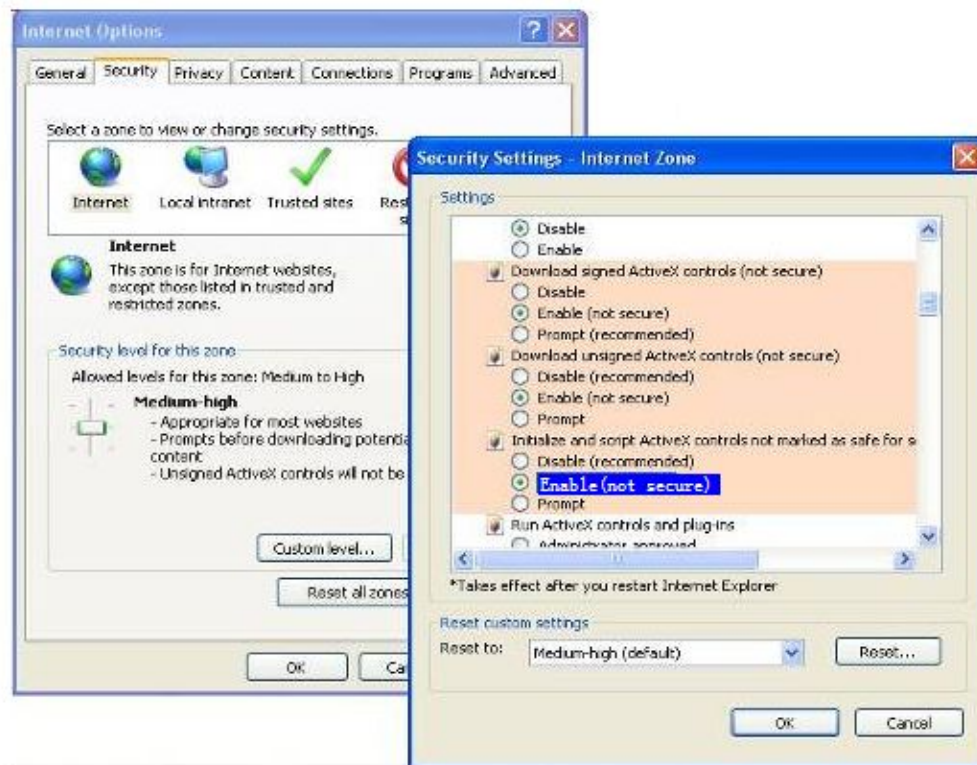 Internet Options
General Security Privacy Content Connections Programs Advanced
Select a zone to view or change security settings.
Internet Local intranet Trusted sites
Internet
This zone is for Internet websites,
except those listed in trusted and
restricted zones.
Security level for this zone
Allowed levels for this zone: Medium to High
Medium-high
- Appropriate for most websites
- Prompts before downloading
content
- Unsigned ActiveX controls will not be
Custom level...
Reset all zones
OK
Security Settings - Internet Zone
Settings
Disable
Enable
Download signed ActiveX controls (not secure)
Disable
Enable (not secure)
Prompt (recommended)
Download unsigned ActiveX controls (not secure)
Disable (recommended)
Enable (not secure)
Prompt
Initialize and script ActiveX controls not marked as safe for s
Disable (recommended)
Enable(not secure)
Prompt
Run ActiveX controls and plug-ins
Administrator approved
*Takes effect after you restart Internet Explorer
Reset custom settings
Reset to: Medium-high (default) Reset...
OK Cancel